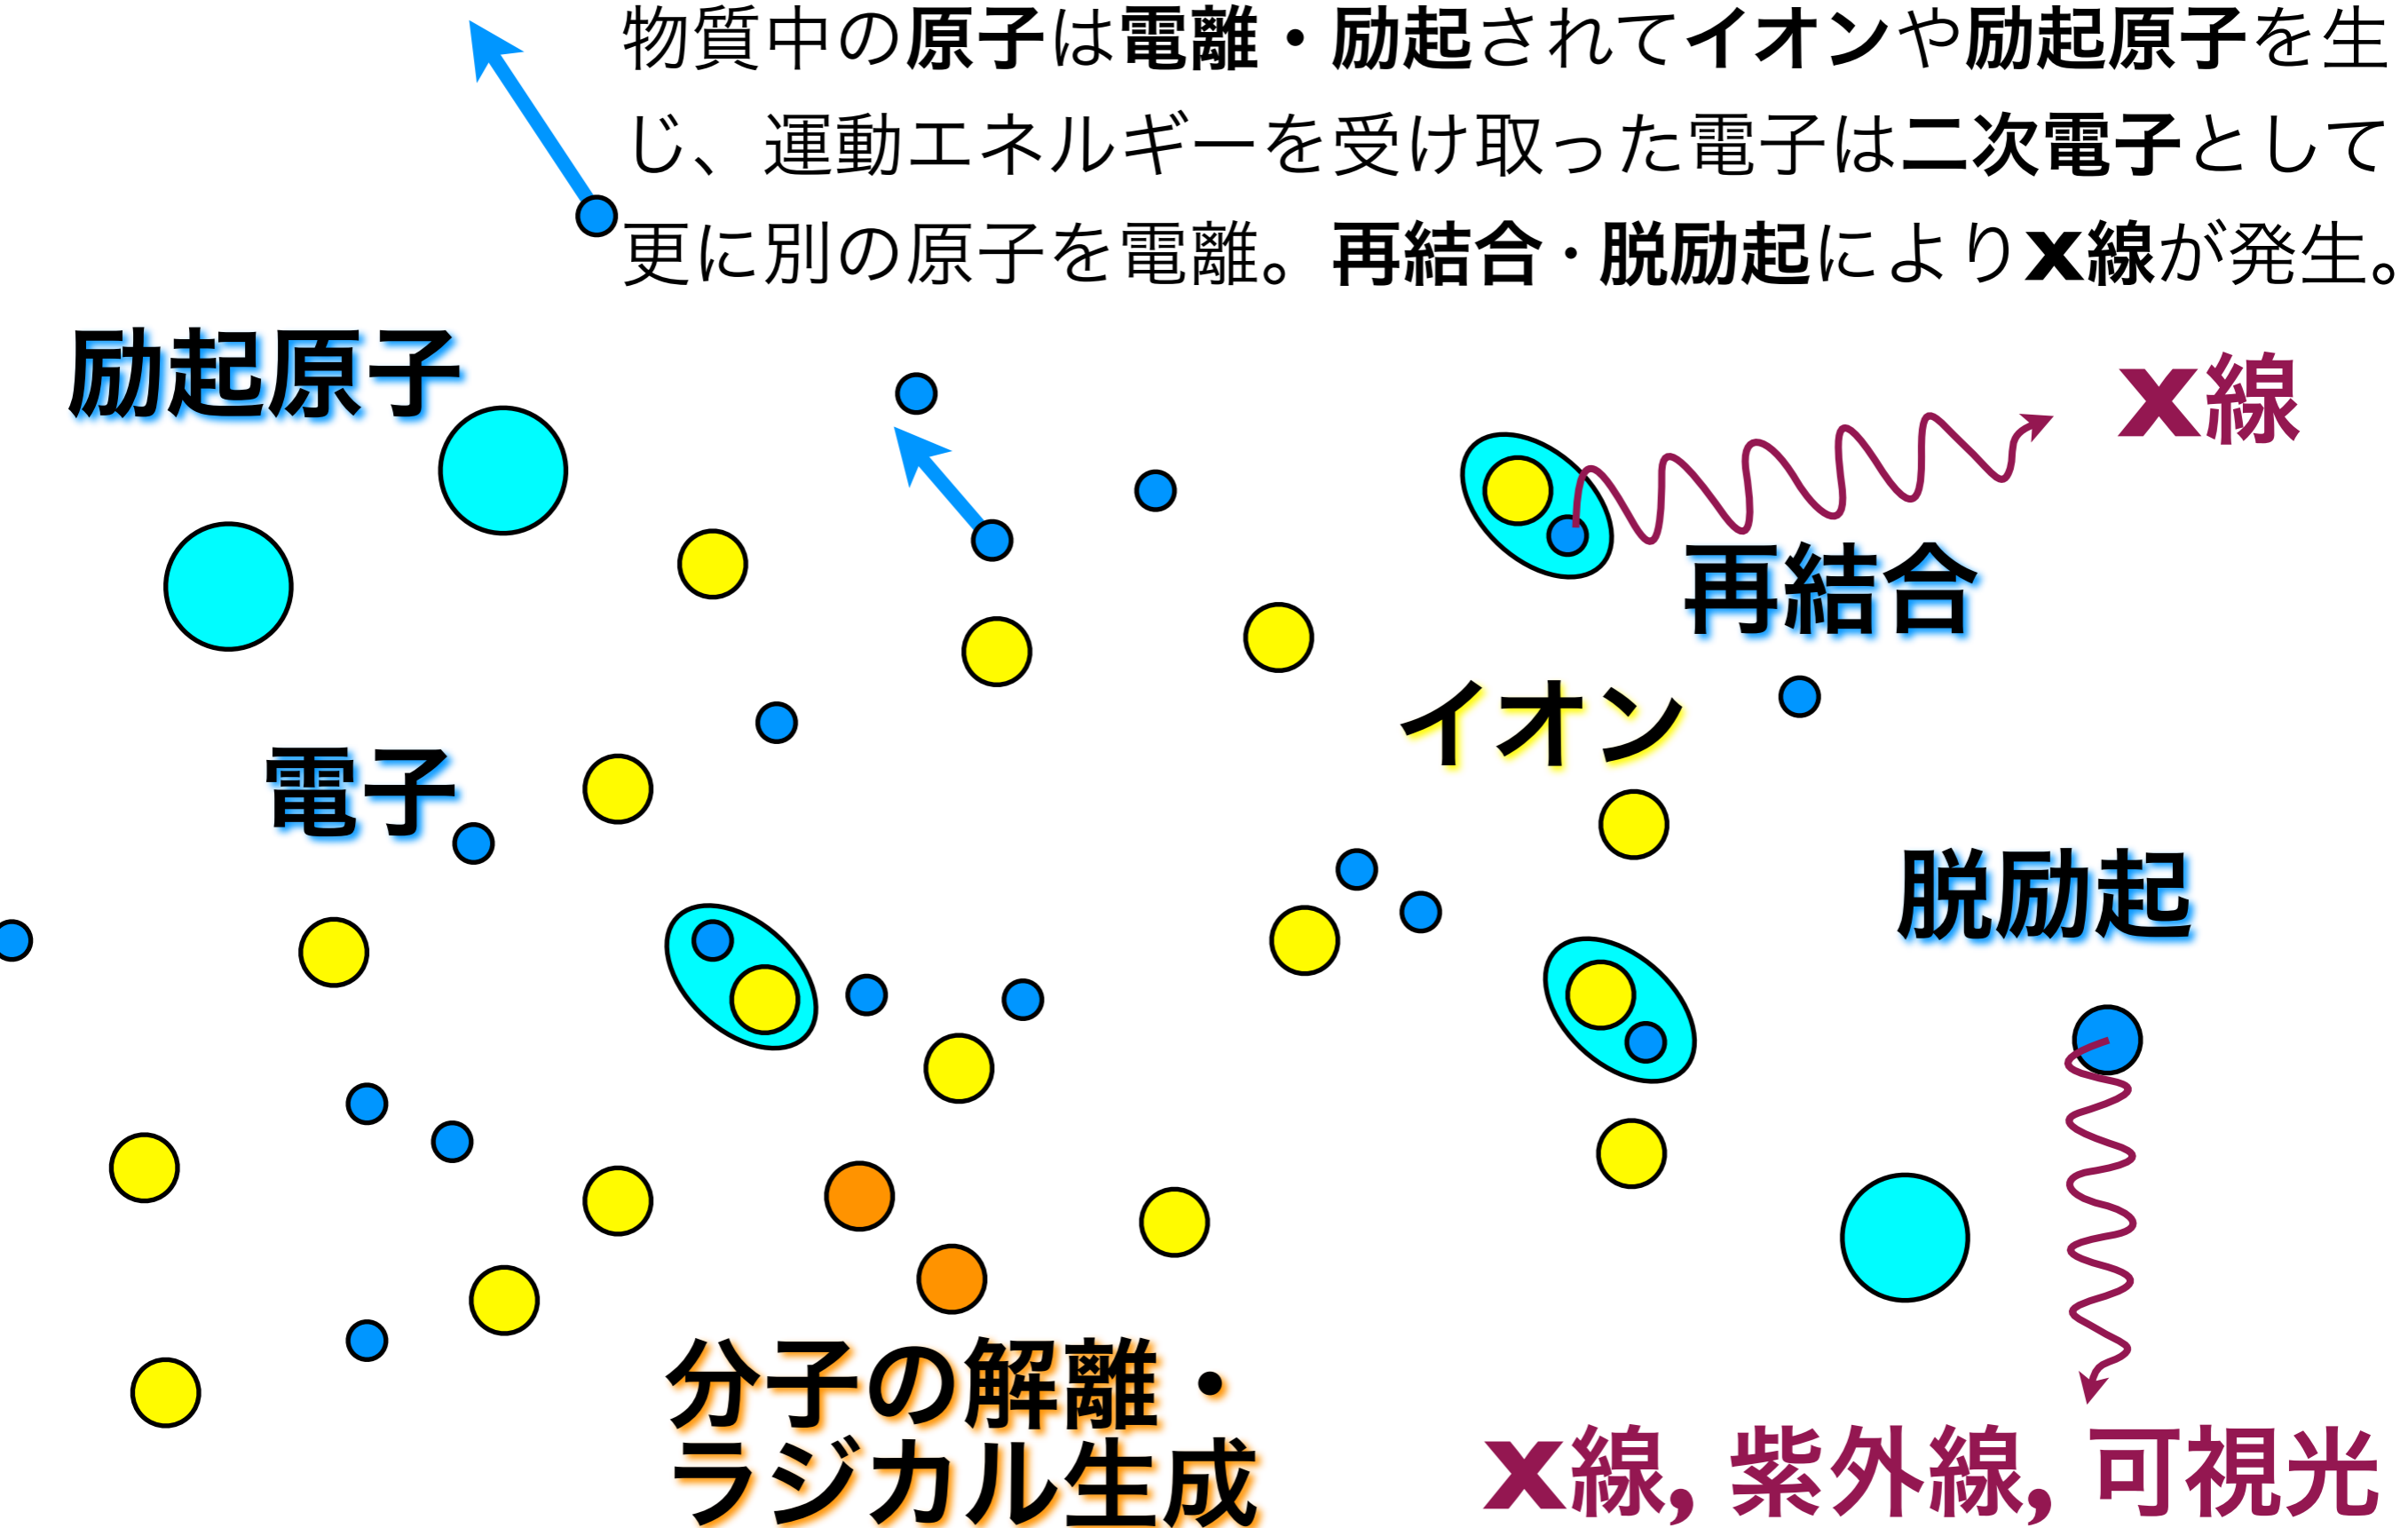 物質中の原子は電離・励起されてイオンや励起原子を生
じ、運動エネルギーを受け取った電子は二次電子として
更に別の原子を電離。再結合・脱励起によりx線が発生。
励起原子
x線
再結合
イオン
電子
脱励起
分子の解離・
ラジカル生成
x線, 紫外線, 可視光